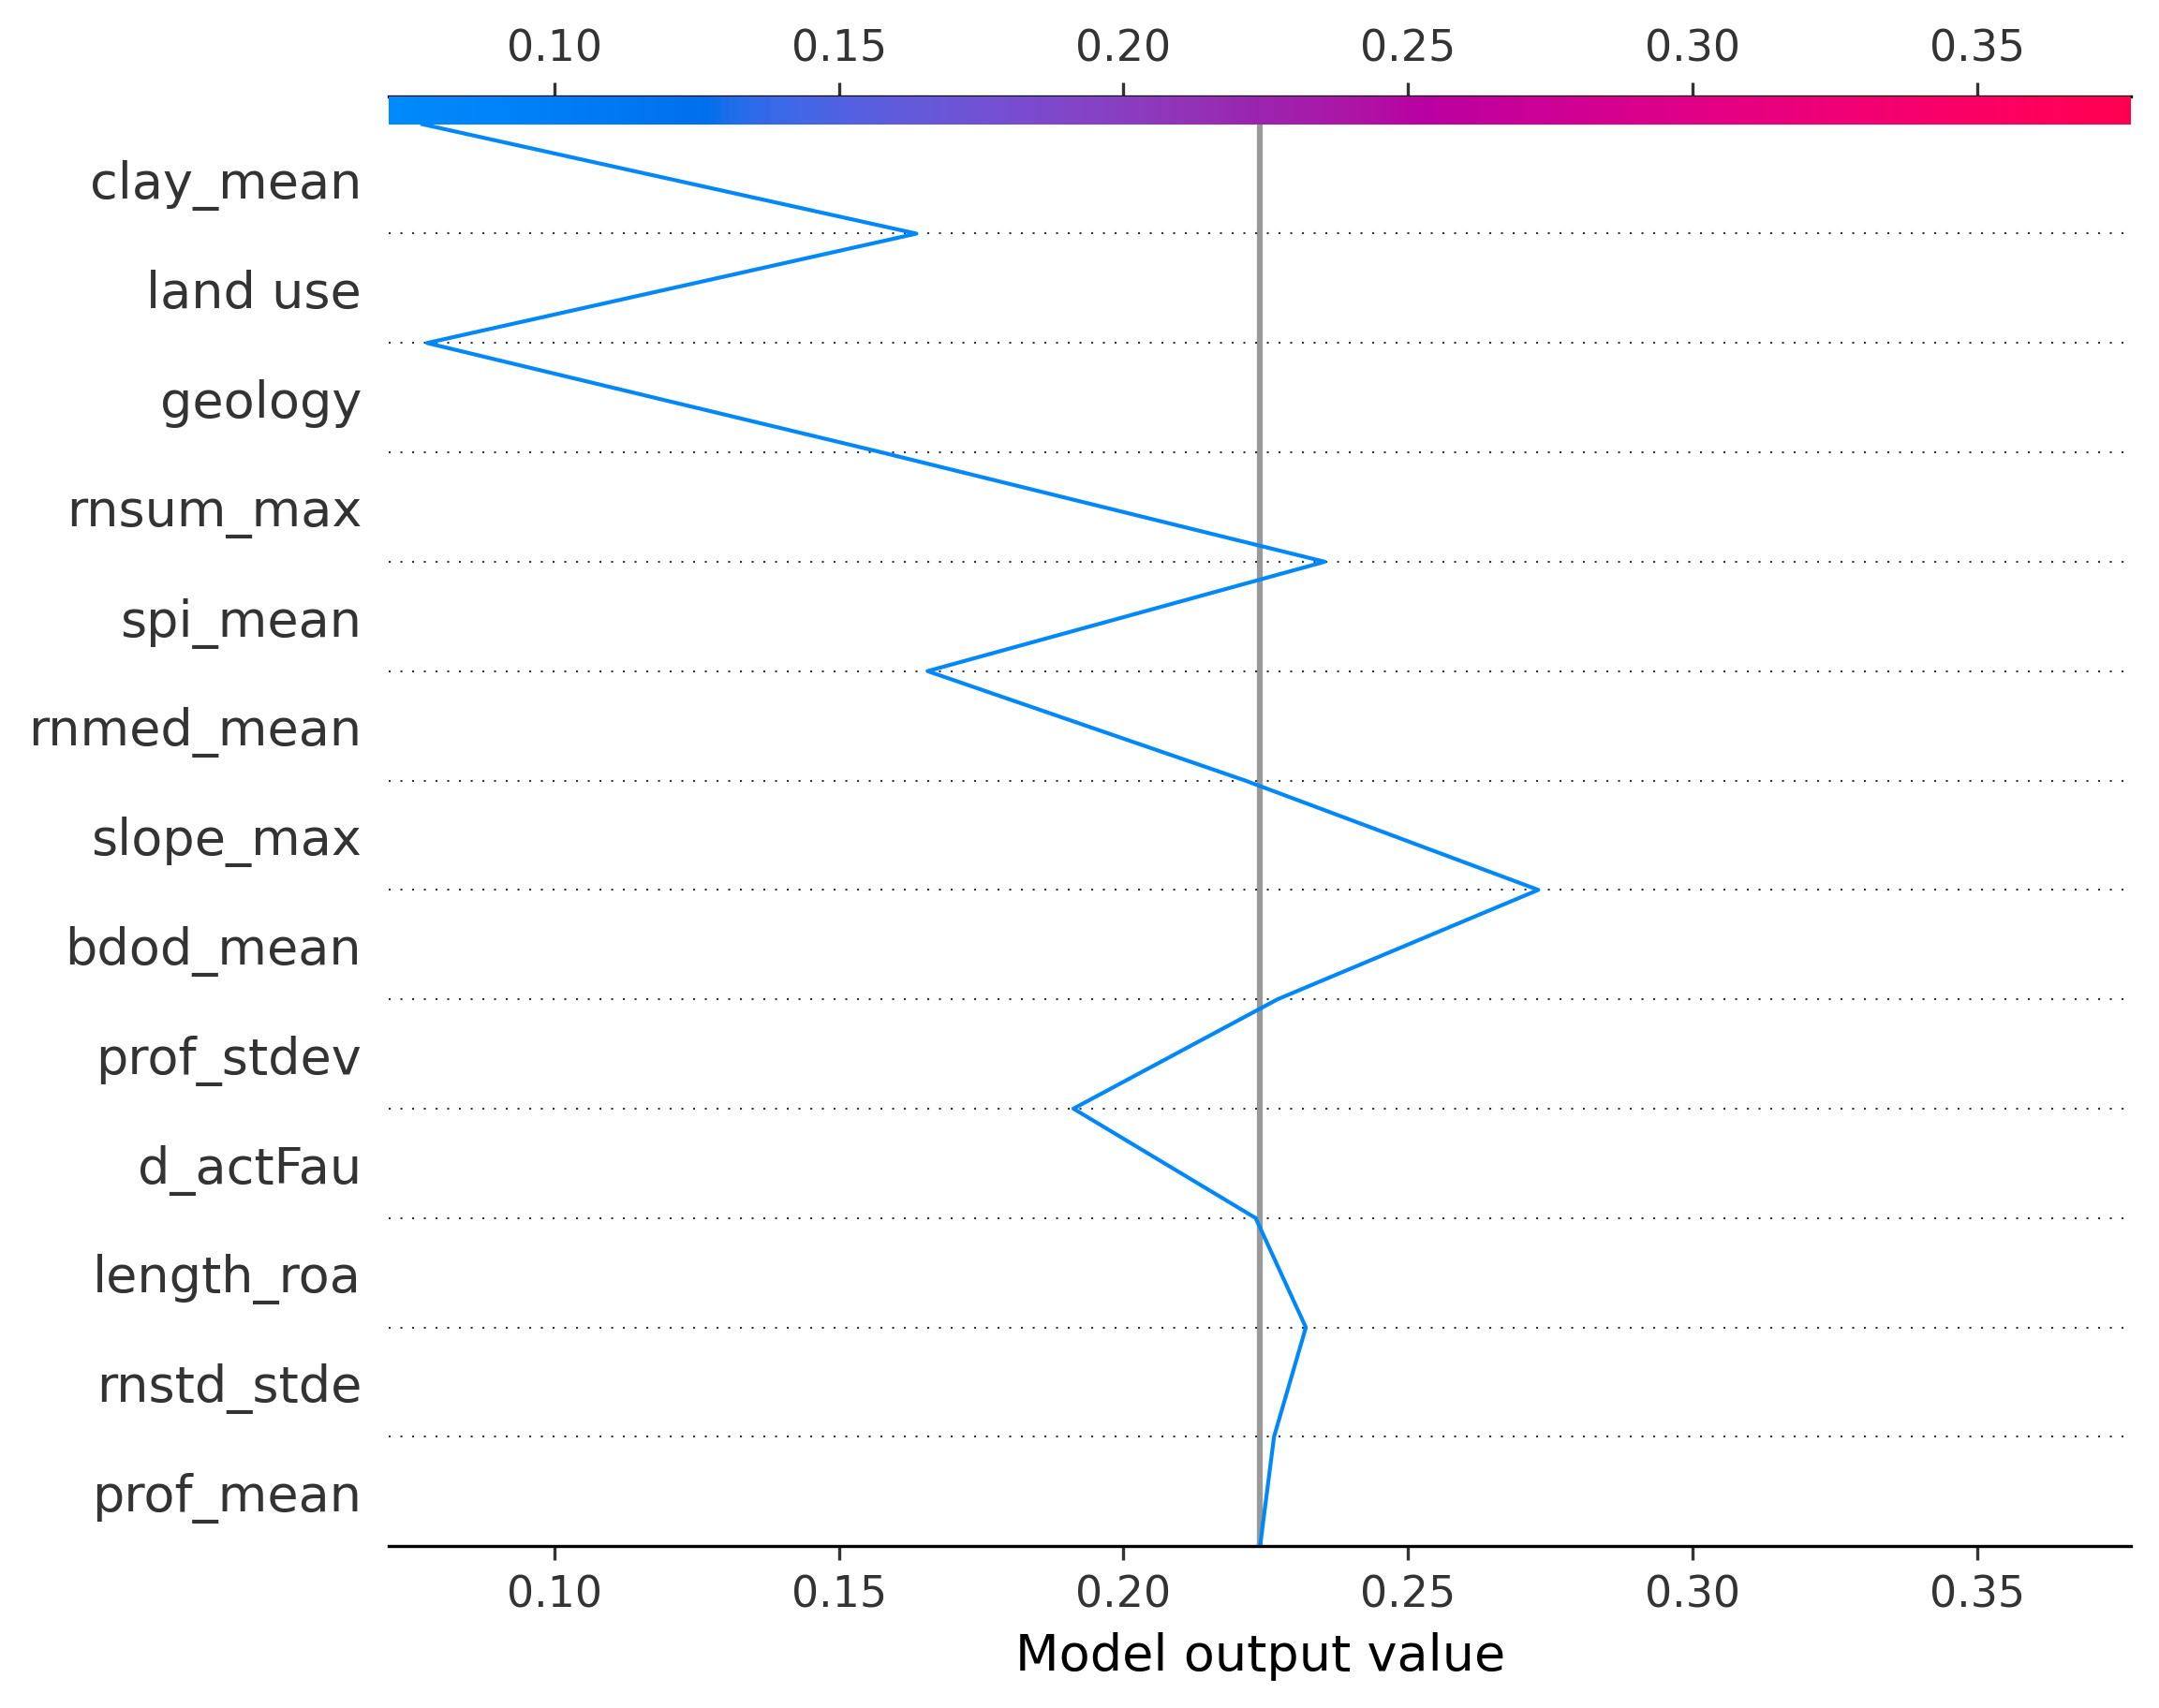 0.10 0.15 0.20 0.25 0.30 0.35
clay_mean
land use
geology
rnsum_max
spi_mean
rnmed_mean
slope_max
bdod_mean
prof_stdev
d_actFau
length_roa
rnstd_stde
prof_mean
0.10 0.15 0.20 0.25 0.30 0.35
Model output value